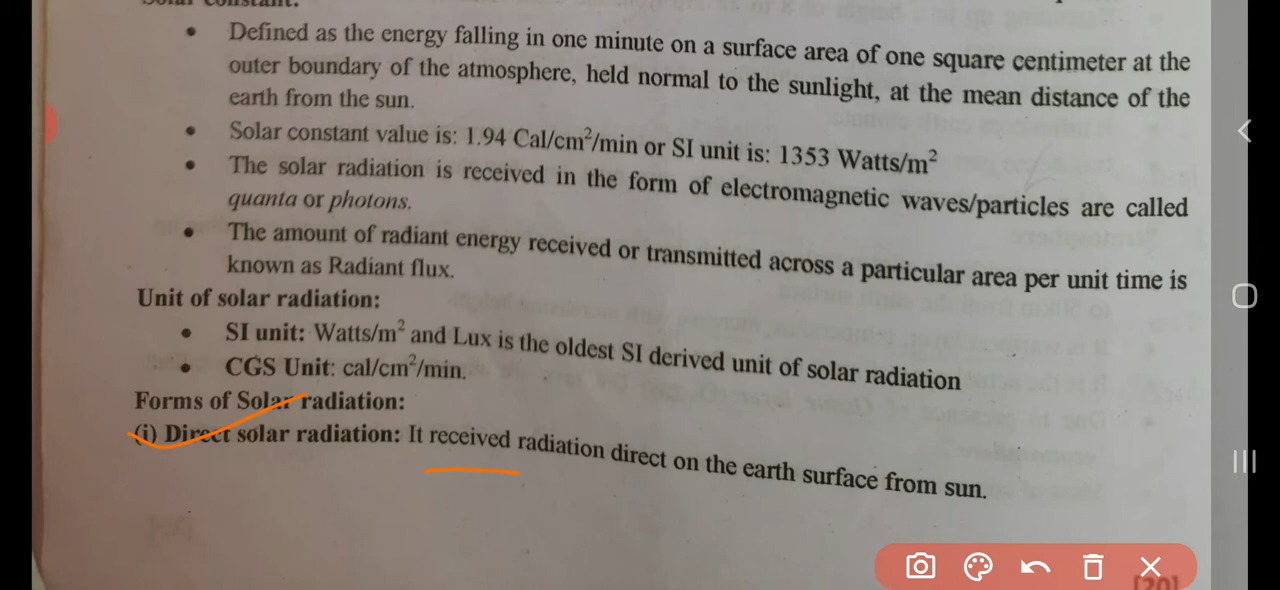 Solar constant:
• Defined as the energy falling in one minute on a surface area of one square centimeter at the
outer boundary of the atmosphere, held normal to the sunlight, at the mean distance of the
earth from the sun.
• Solar constant value is: 1.94 Cal/cm²/min or SI unit is: 1353 Watts/m²
• The solar radiation is received in the form of electromagnetic waves/particles are called
quanta or photons.
• The amount of radiant energy received or transmitted across a particular area per unit time is
known as Radiant flux.
Unit of solar radiation:
• SI unit: Watts/m² and Lux is the oldest SI derived unit of solar radiation
• CGS Unit: cal/cm²/min.
Forms of Solar radiation:
(i) Direct solar radiation: It received radiation direct on the earth surface from sun.
[20]